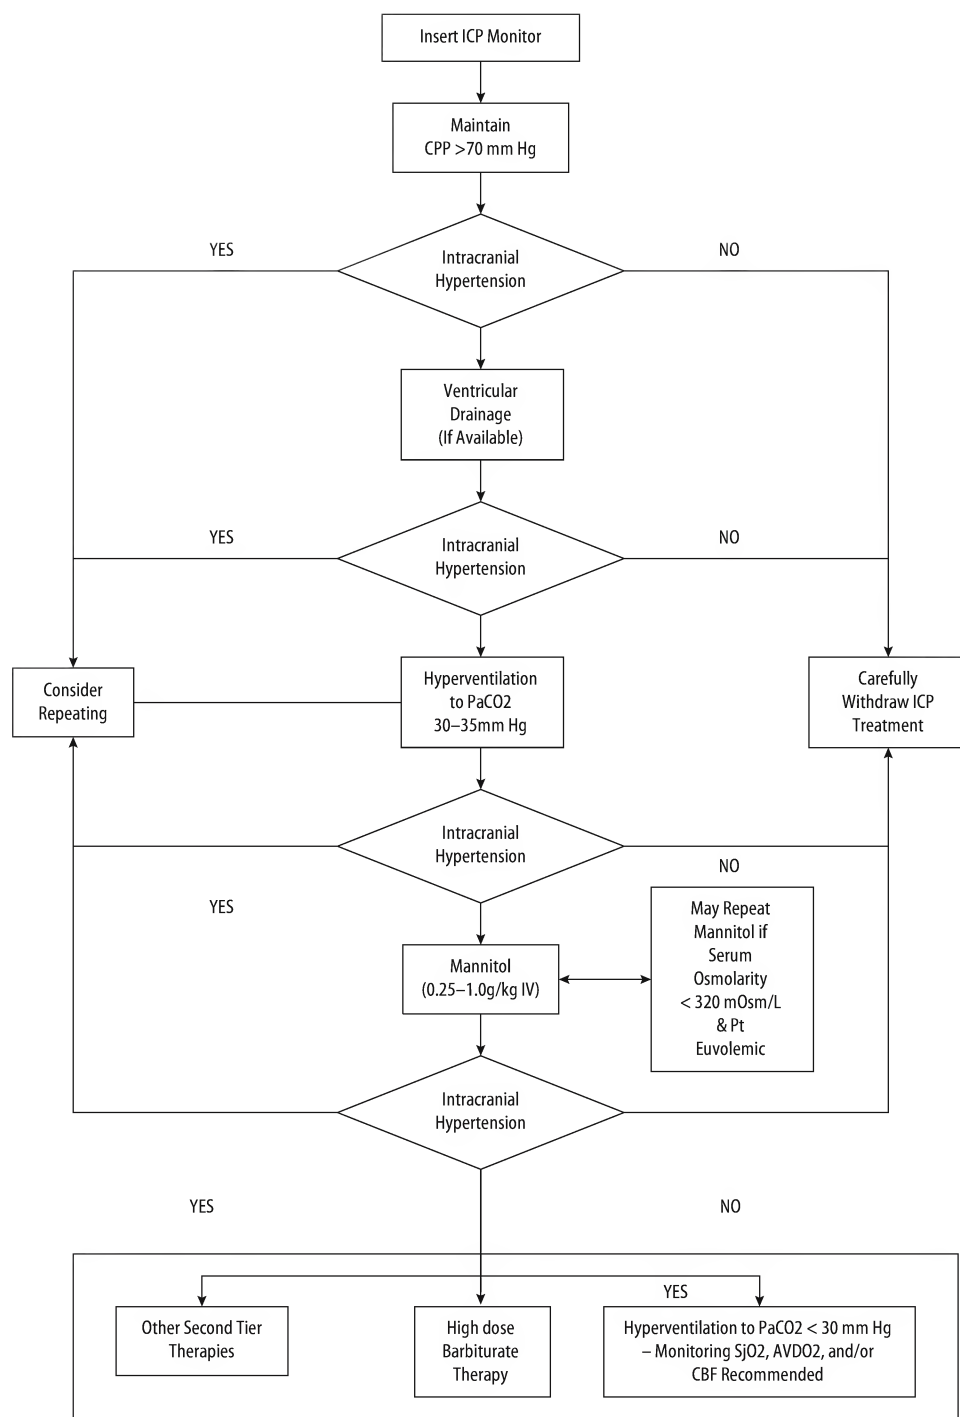 Insert ICP Monitor
Maintain
CPP >70 mm Hg
YES
Intracranial
Hypertension
NO
Ventricular
Drainage
(If Available)
YES
Intracranial
Hypertension
NO
Consider
Repeating
Hyperventilation
to PaCO2
30–35mm Hg
Carefully
Withdraw ICP
Treatment
Intracranial
Hypertension
YES
NO
Mannitol
(0.25–1.0g/kg IV)
May Repeat
Mannitol if
Serum
Osmolarity
< 320 mOsm/L
& Pt
Euvolemic
Intracranial
Hypertension
YES
NO
YES
Other Second Tier
Therapies
High dose
Barbiturate
Therapy
Hyperventilation to PaCO2 < 30 mm Hg
– Monitoring SjO2, AVDO2, and/or
CBF Recommended